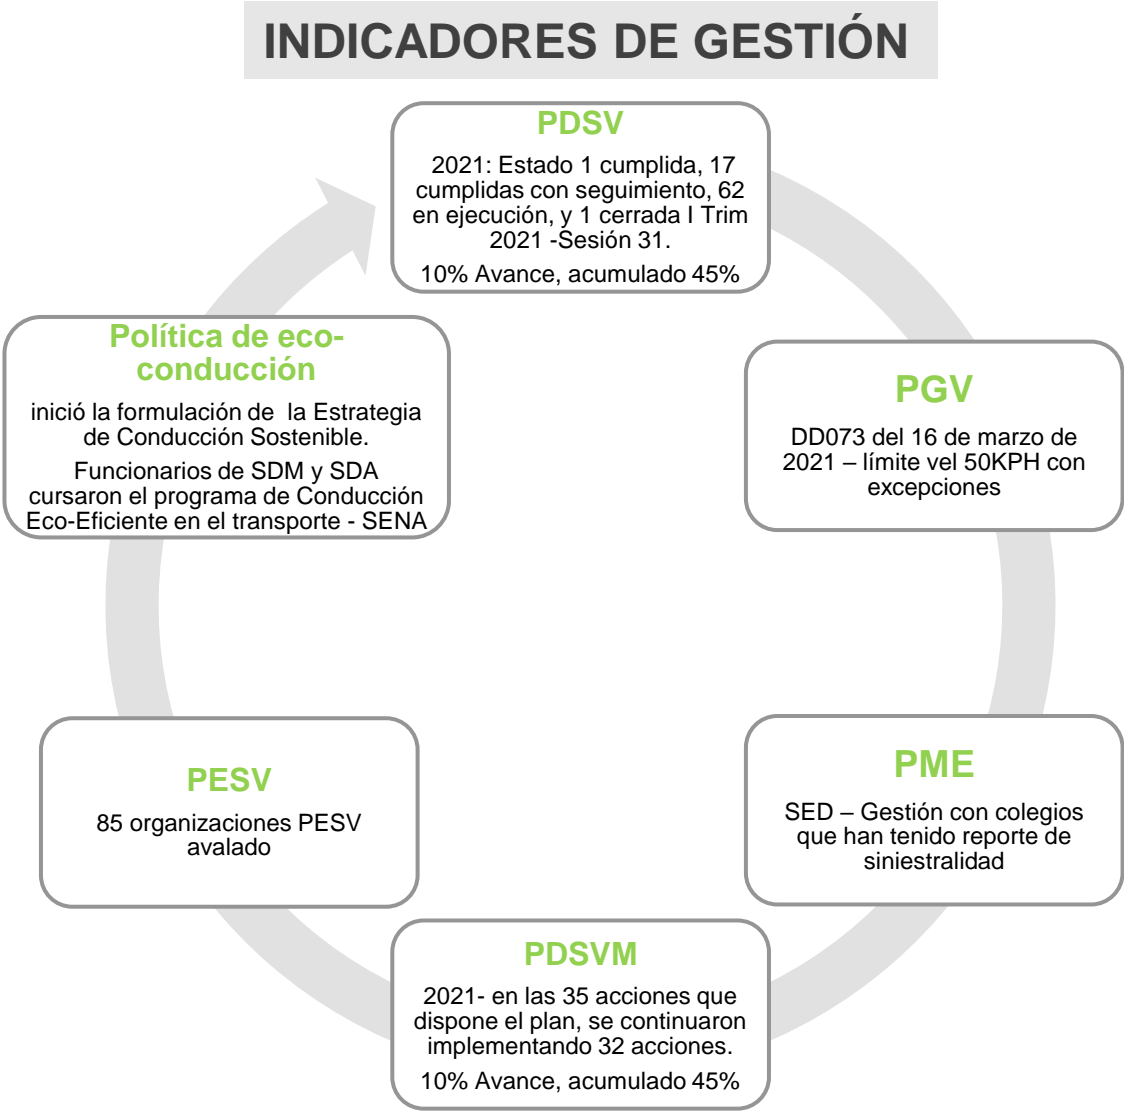 INDICADORES DE GESTIÓN
PDSV
2021: Estado 1 cumplida, 17
cumplidas con seguimiento, 62
en ejecución, y 1 cerrada I Trim
2021 -Sesión 31.
10% Avance, acumulado 45%
PGV
DD073 del 16 de marzo de
2021 – límite vel 50KPH con
excepciones
PME
SED – Gestión con colegios
que han tenido reporte de
siniestralidad
PDSVM
2021- en las 35 acciones que
dispone el plan, se continuaron
implementando 32 acciones.
10% Avance, acumulado 45%
PESV
85 organizaciones PESV
avalado
Política de eco-
conducción
inició la formulación de la Estrategia
de Conducción Sostenible.
Funcionarios de SDM y SDA
cursaron el programa de Conducción
Eco-Eficiente en el transporte - SENA